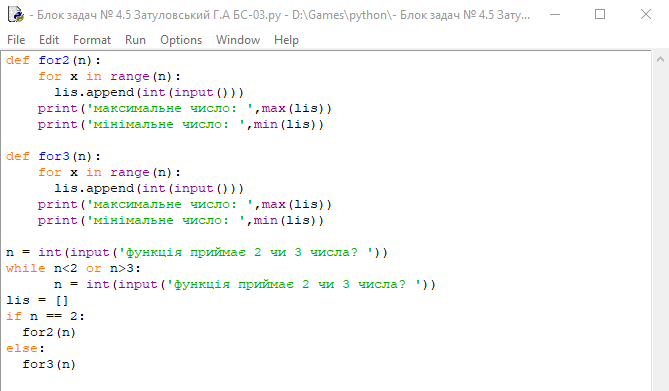 - Блок задач № 4.5 Затуловський Г.А БС-03.py - D:\Games\python\- Блок задач № 4.5 Зату...
File Edit Format Run Options Window Help
def for2(n):
    for x in range(n):
      lis.append(int(input()))
    print('максимальне число: ',max(lis))
    print('мінімальне число: ',min(lis))

def for3(n):
    for x in range(n):
      lis.append(int(input()))
    print('максимальне число: ',max(lis))
    print('мінімальне число: ',min(lis))

n = int(input('функція приймає 2 чи 3 числа? '))
while n<2 or n>3:
      n = int(input('функція приймає 2 чи 3 числа? '))
lis = []
if n == 2:
  for2(n)
else:
  for3(n)